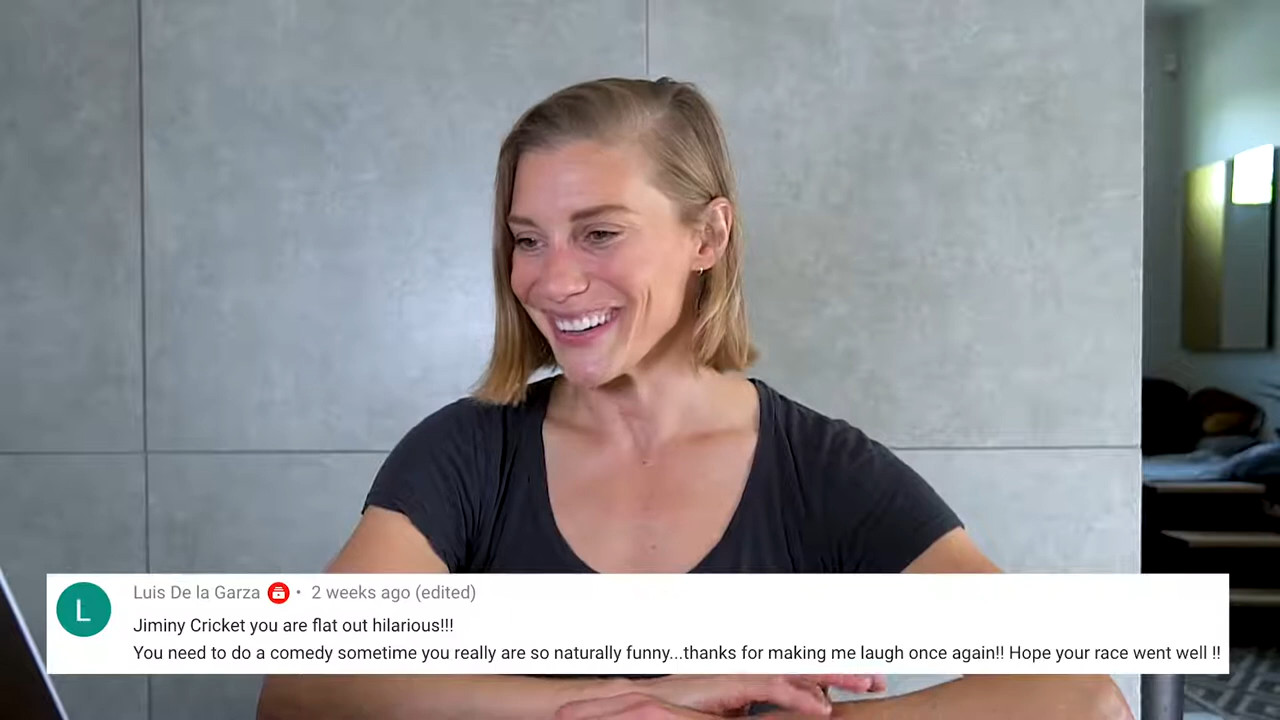 L
Luis De la Garza • 2 weeks ago (edited)
Jiminy Cricket you are flat out hilarious!!!
You need to do a comedy sometime you really are so naturally funny...thanks for making me laugh once again!! Hope your race went well !!